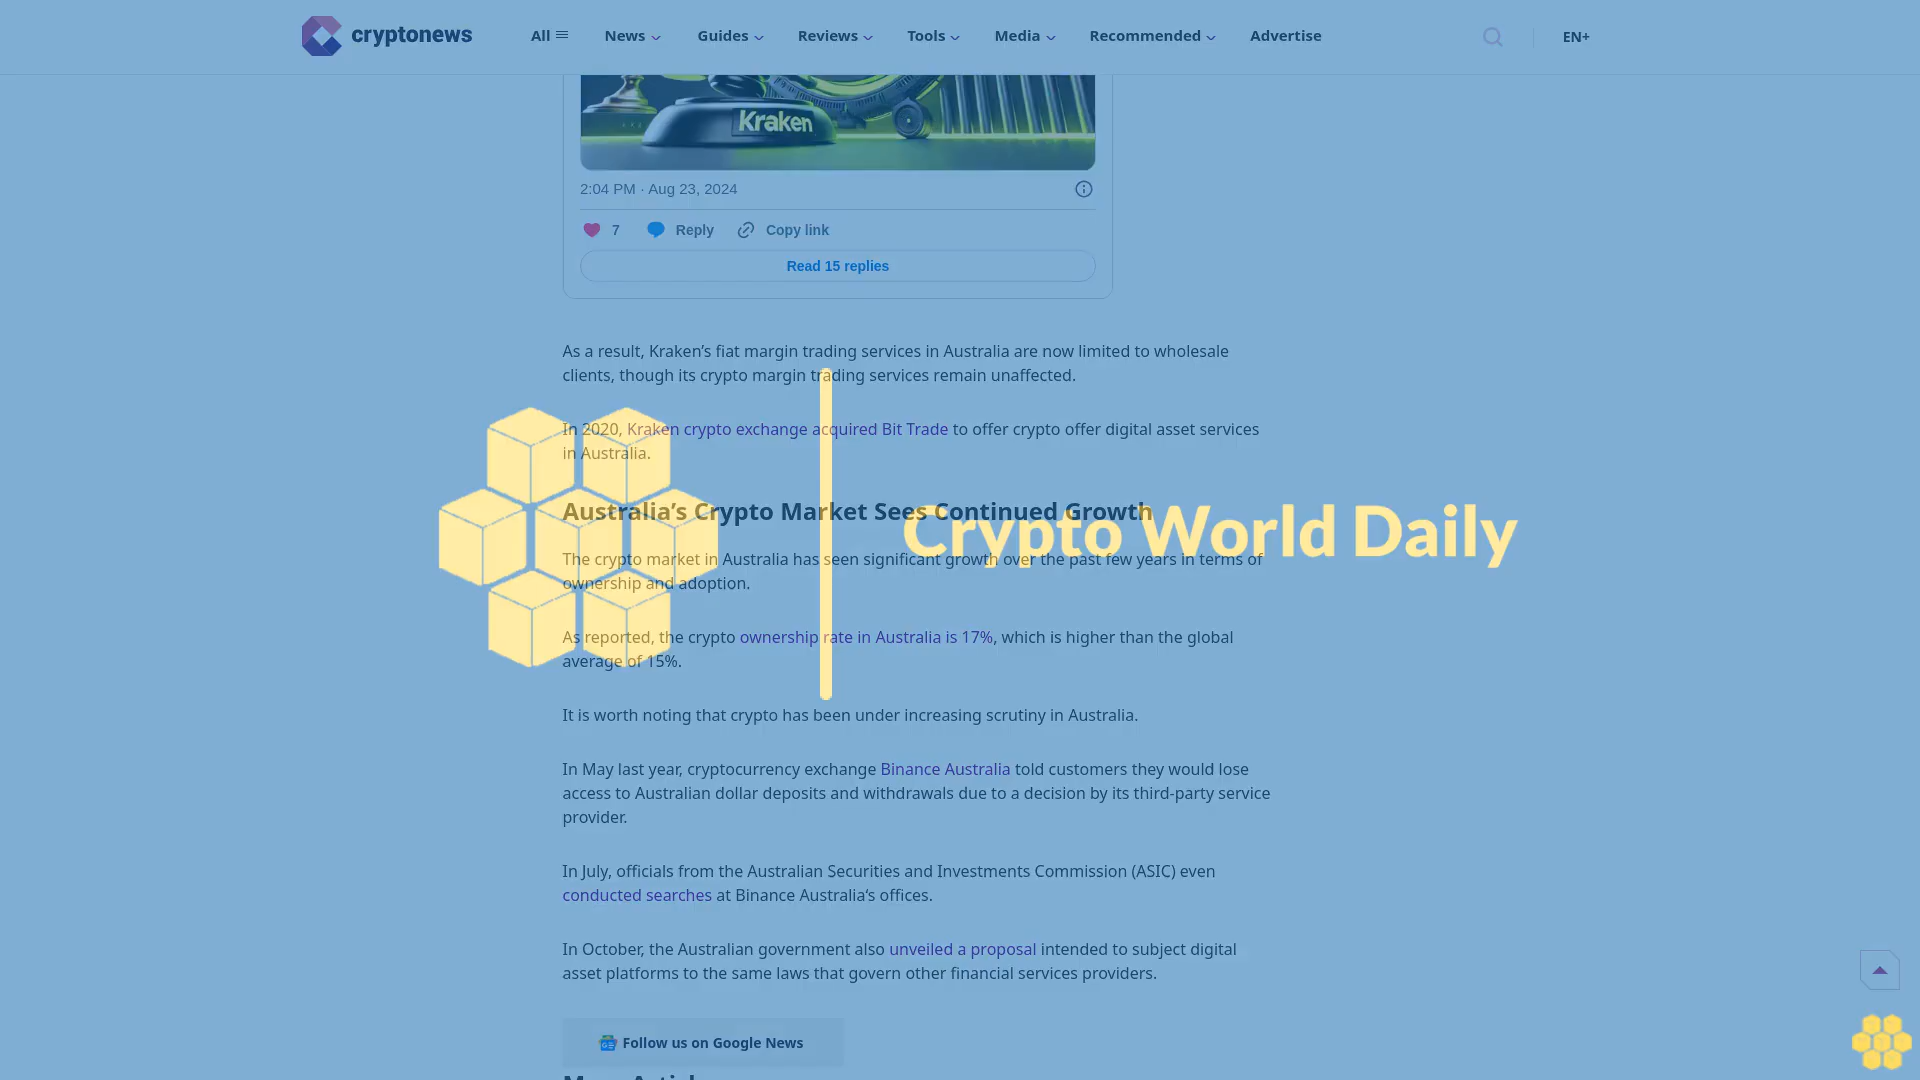 cryptonews
All News Guides Reviews Tools Media Recommended Advertise EN+
Kraken
2:04 PM · Aug 23, 2024
7 Reply Copy link
Read 15 replies
As a result, Kraken’s fiat margin trading services in Australia are now limited to wholesale
clients, though its crypto margin trading services remain unaffected.
In 2020, Kraken crypto exchange acquired Bit Trade to offer crypto offer digital asset services
in Australia.
Australia’s Crypto Market Sees Continued Growth
Crypto World Daily
The crypto market in Australia has seen significant growth over the past few years in terms of
ownership and adoption.
As reported, the crypto ownership rate in Australia is 17%, which is higher than the global
average of 15%.
It is worth noting that crypto has been under increasing scrutiny in Australia.
In May last year, cryptocurrency exchange Binance Australia told customers they would lose
access to Australian dollar deposits and withdrawals due to a decision by its third-party service
provider.
In July, officials from the Australian Securities and Investments Commission (ASIC) even
conducted searches at Binance Australia‘s offices.
In October, the Australian government also unveiled a proposal intended to subject digital
asset platforms to the same laws that govern other financial services providers.
Follow us on Google News